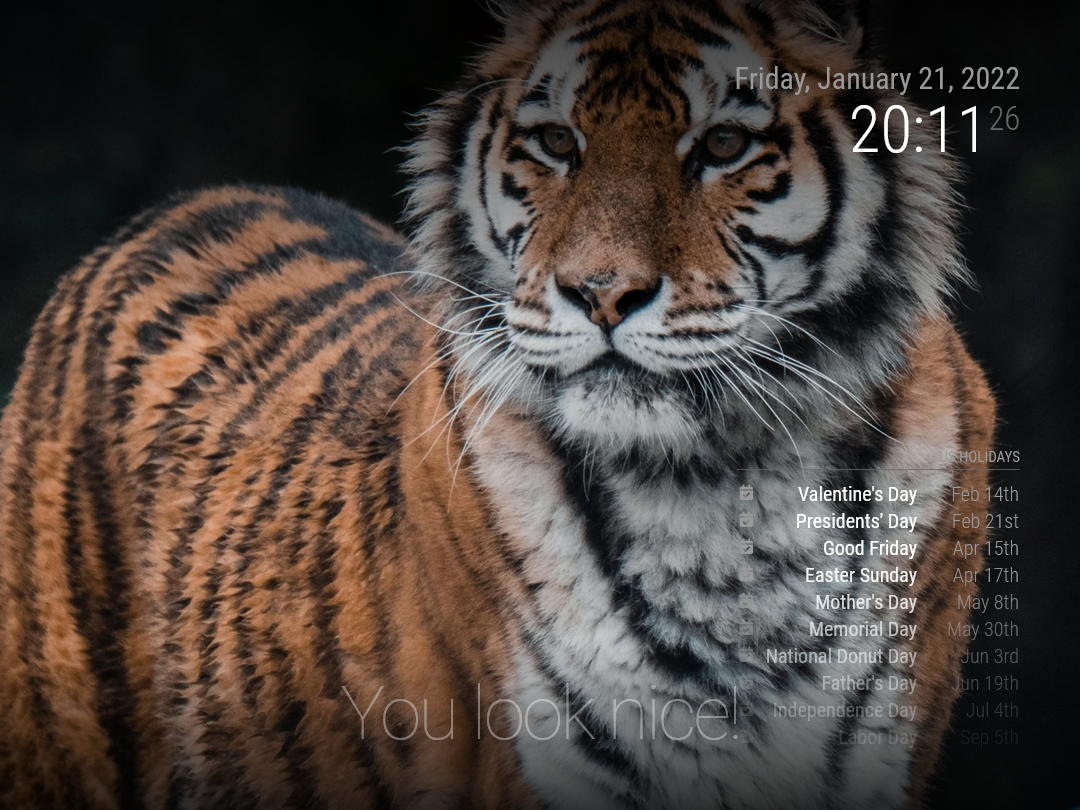 Friday, January 21, 2022
20:11 26
US HOLIDAYS
Valentine's Day Feb 14th
Presidents' Day Feb 21st
Good Friday Apr 15th
Easter Sunday Apr 17th
Mother's Day May 8th
Memorial Day May 30th
National Donut Day Jun 3rd
Father's Day Jun 19th
Independence Day Jul 4th
Labor Day Sep 5th
You look nice!